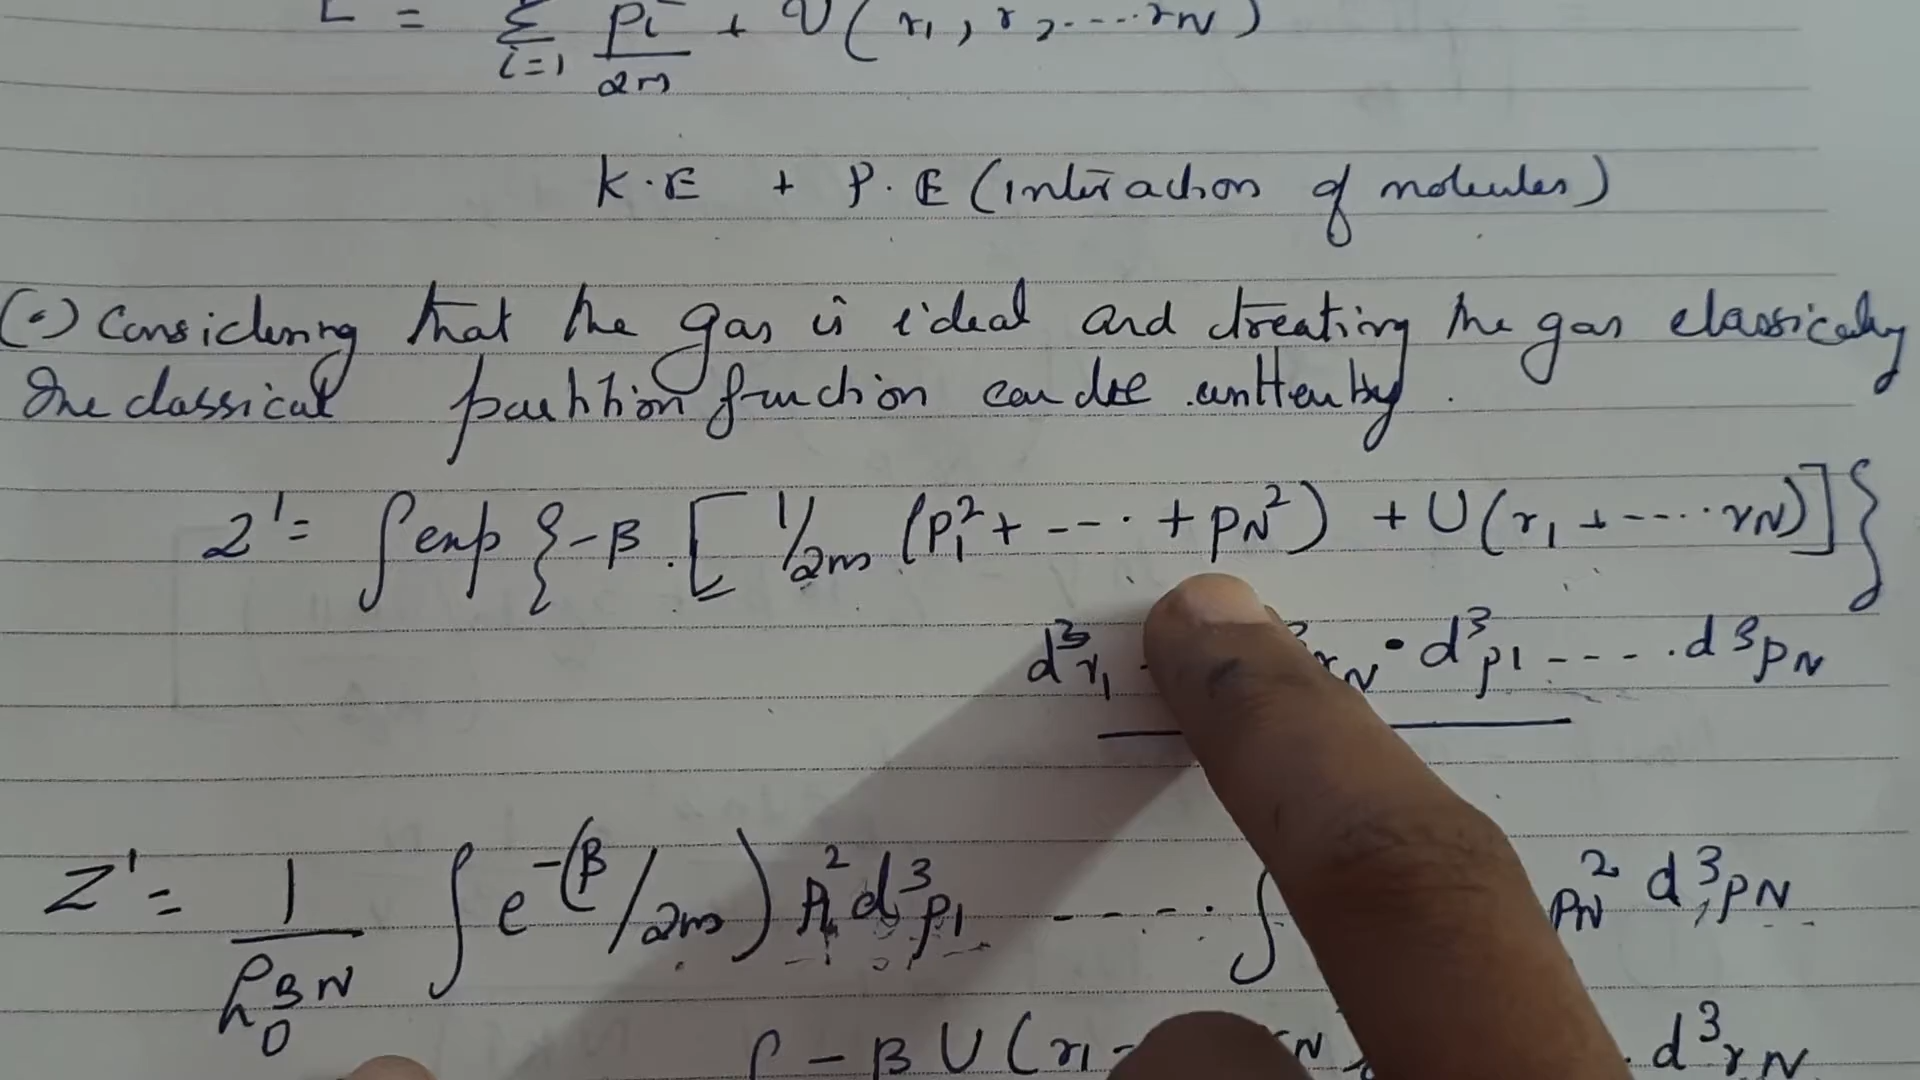 E = Σ i=1 pi²/2m + U(r1, r2,....rN)
K.E + P.E (interaction of molecules)
(•) Considering that the gas is ideal and treating the gas classicaly
the classical partition function can be written by.
Z' = ∫ exp {-β.[1/2m (p1² + ---. + pN²) + U(r1 + ----.. rN)]}
d³r1 rN • d³p1 ---- . d³pN
Z' = 1/h0^3N ∫ e^-(β/2m) p1² d³p1 ----. ∫ pN² d³pN
∫ - β U(r1 - N . d³rN